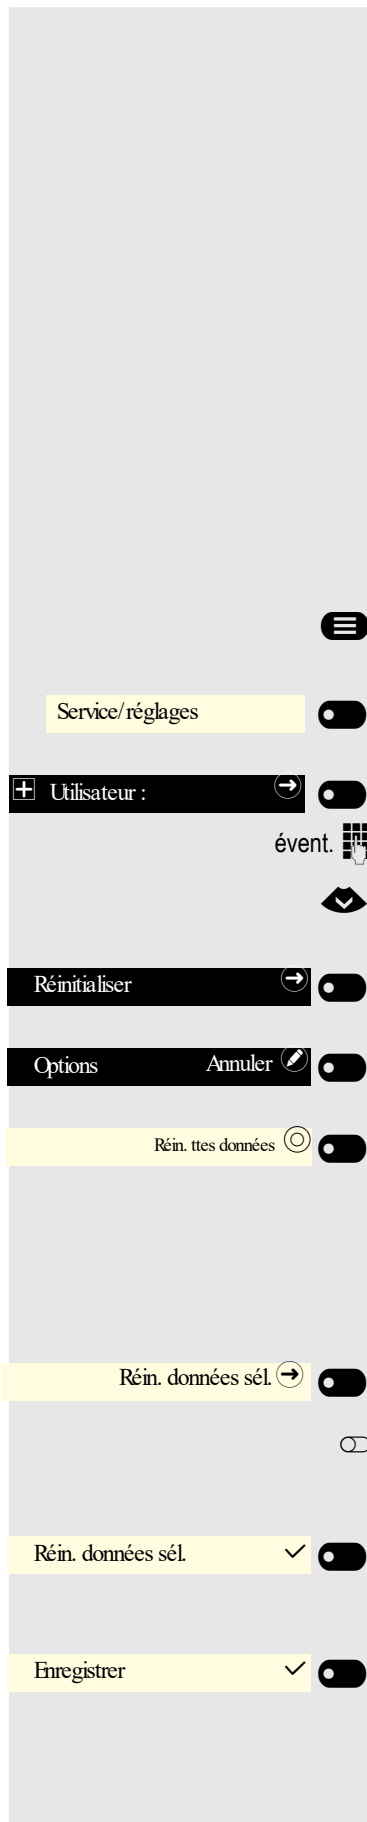 Service/réglages
Utilisateur :
évent.
Réinitialiser
Options Annuler
Réin. ttes données
Réin. données sél.
Réin. données sél.
Enregistrer